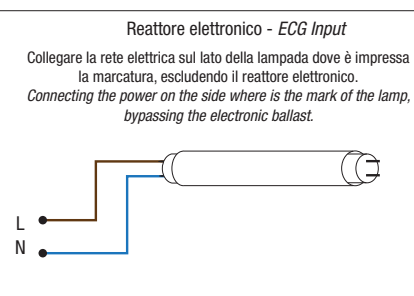 Reattore elettronico - ECG Input
Collegare la rete elettrica sul lato della lampada dove è impressa
la marcatura, escludendo il reattore elettronico.
Connecting the power on the side where is the mark of the lamp,
bypassing the electronic ballast.
L
N